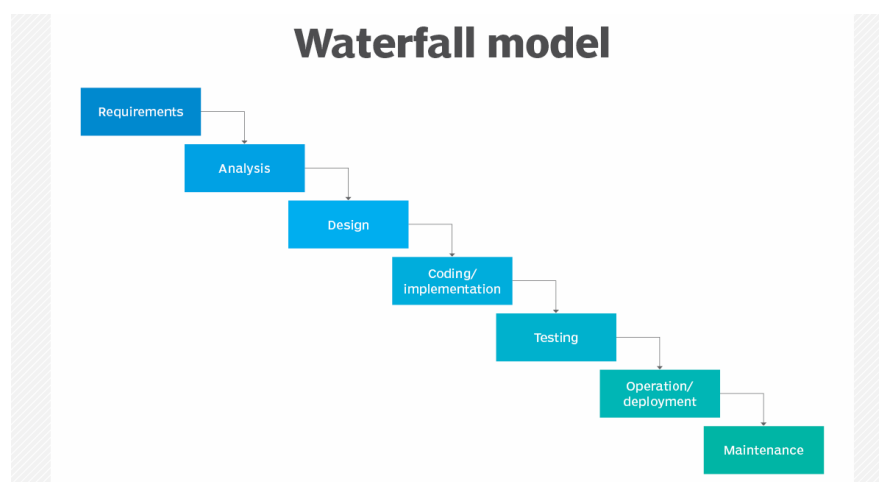 Waterfall model
Requirements
Analysis
Design
Coding/
implementation
Testing
Operation/
deployment
Maintenance